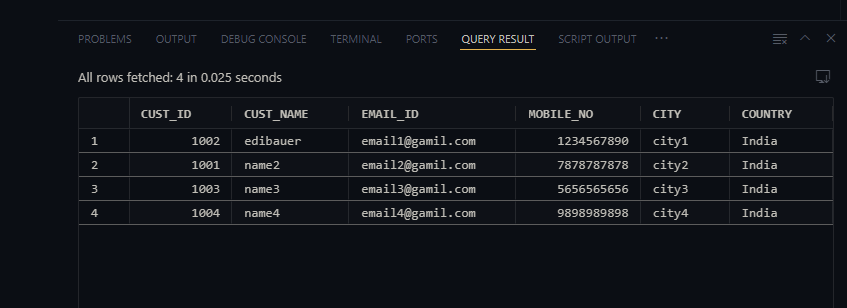 PROBLEMS OUTPUT DEBUG CONSOLE TERMINAL PORTS QUERY RESULT SCRIPT OUTPUT ···
All rows fetched: 4 in 0.025 seconds
CUST_ID CUST_NAME EMAIL_ID MOBILE_NO CITY COUNTRY
1 1002 edibauer email1@gamil.com 1234567890 city1 India
2 1001 name2 email2@gamil.com 7878787878 city2 India
3 1003 name3 email3@gamil.com 5656565656 city3 India
4 1004 name4 email4@gamil.com 9898989898 city4 India